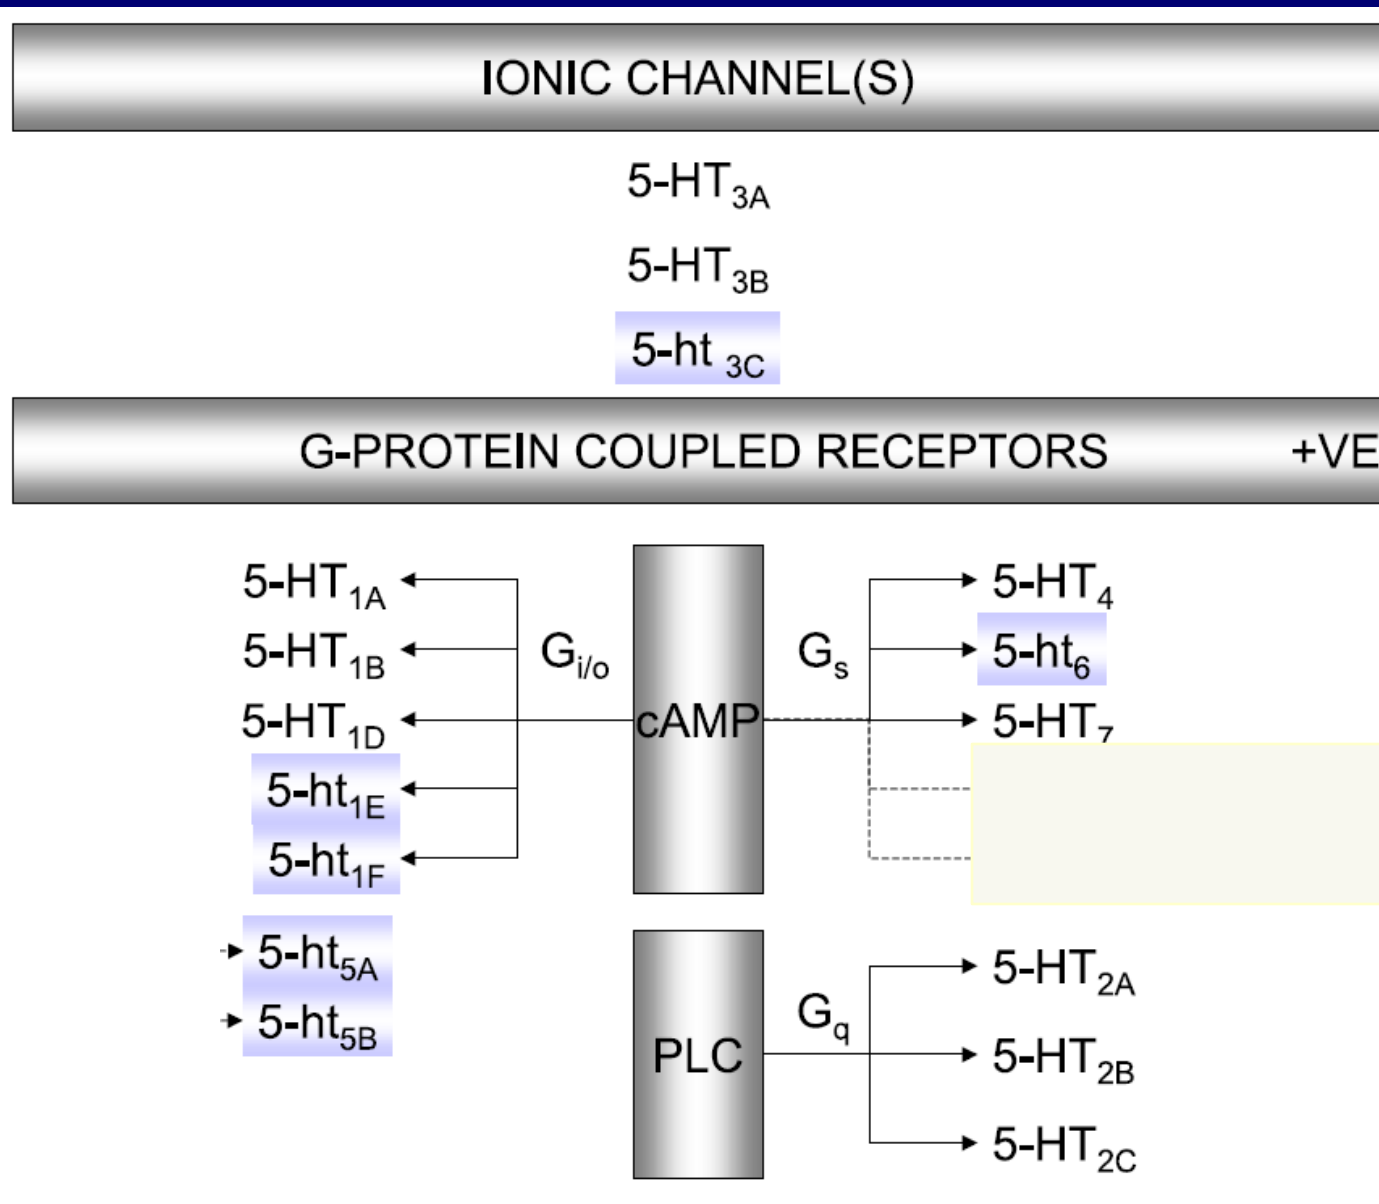 IONIC CHANNEL(S)
5-HT3A
5-HT3B
5-ht 3C
G-PROTEIN COUPLED RECEPTORS +VE
5-HT1A
5-HT1B
5-HT1D
5-ht1E
5-ht1F
5-ht5A
5-ht5B
Gi/o
cAMP
Gs
5-HT4
5-ht6
5-HT7
PLC
Gq
5-HT2A
5-HT2B
5-HT2C